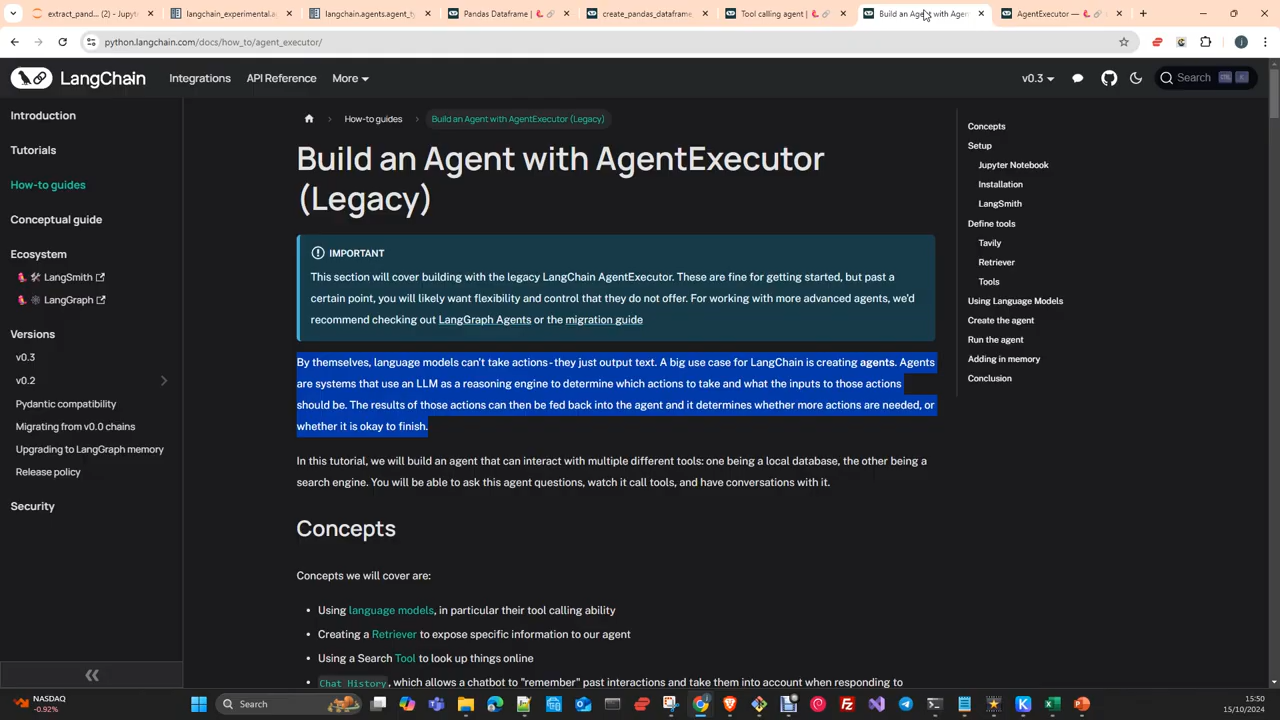 extract_pand... (2) - Jupyt
langchain_experimental.a
langchain.agents.agent_t
Pandas Dataframe |
create_pandas_dataframe
Tool calling agent |
Build an Agent with Agen
AgentExecutor —
python.langchain.com/docs/how_to/agent_executor/
LangChain
Integrations
API Reference
More
v0.3
Search
Introduction
Tutorials
How-to guides
Conceptual guide
Ecosystem
LangSmith
LangGraph
Versions
v0.3
v0.2
Pydantic compatibility
Migrating from v0.0 chains
Upgrading to LangGraph memory
Release policy
Security
How-to guides
Build an Agent with AgentExecutor (Legacy)
Build an Agent with AgentExecutor
(Legacy)
IMPORTANT
This section will cover building with the legacy LangChain AgentExecutor. These are fine for getting started, but past a
certain point, you will likely want flexibility and control that they do not offer. For working with more advanced agents, we'd
recommend checking out LangGraph Agents or the migration guide
By themselves, language models can't take actions - they just output text. A big use case for LangChain is creating agents. Agents
are systems that use an LLM as a reasoning engine to determine which actions to take and what the inputs to those actions
should be. The results of those actions can then be fed back into the agent and it determines whether more actions are needed, or
whether it is okay to finish.
In this tutorial, we will build an agent that can interact with multiple different tools: one being a local database, the other being a
search engine. You will be able to ask this agent questions, watch it call tools, and have conversations with it.
Concepts
Concepts we will cover are:
• Using language models, in particular their tool calling ability
• Creating a Retriever to expose specific information to our agent
• Using a Search Tool to look up things online
• Chat History, which allows a chatbot to "remember" past interactions and take them into account when responding to
Concepts
Setup
Jupyter Notebook
Installation
LangSmith
Define tools
Tavily
Retriever
Tools
Using Language Models
Create the agent
Run the agent
Adding in memory
Conclusion
NASDAQ
-0.92%
Search
15:50
15/10/2024